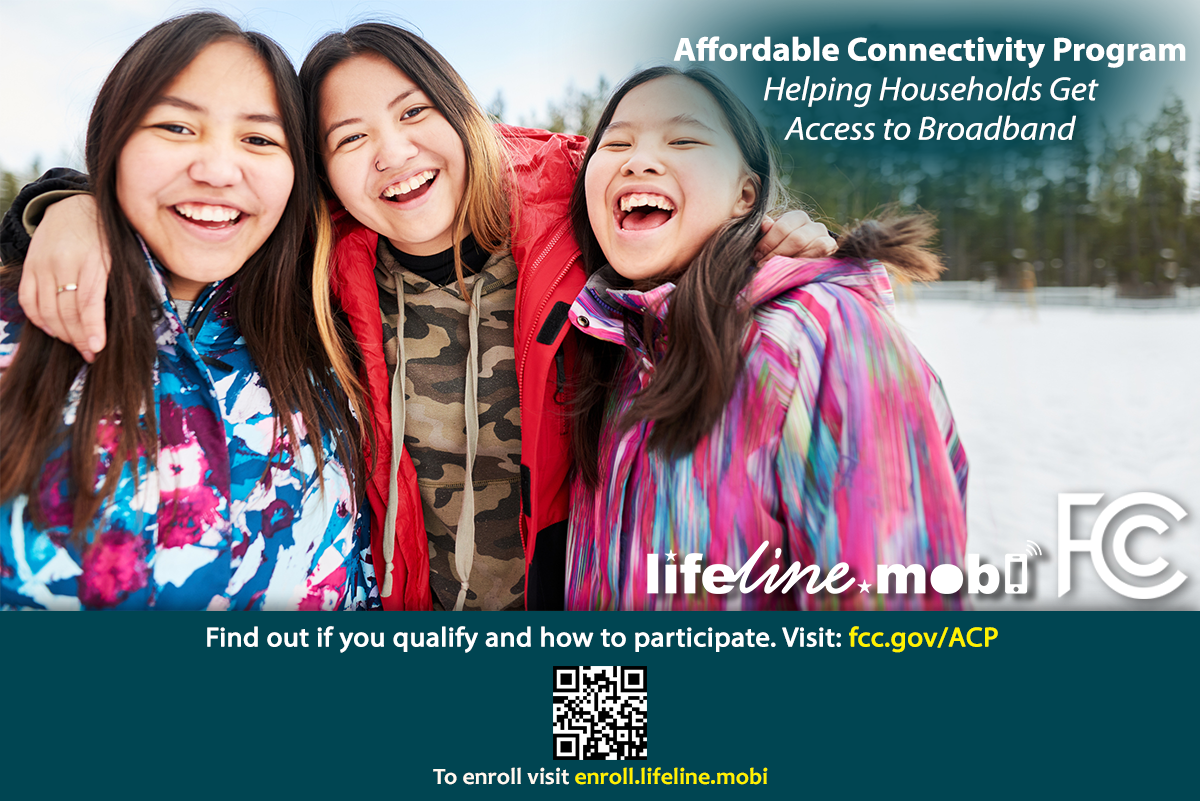 Affordable Connectivity Program
Helping Households Get
Access to Broadband
lifeline.mobi
FCC
Find out if you qualify and how to participate. Visit: fcc.gov/ACP
To enroll visit enroll.lifeline.mobi